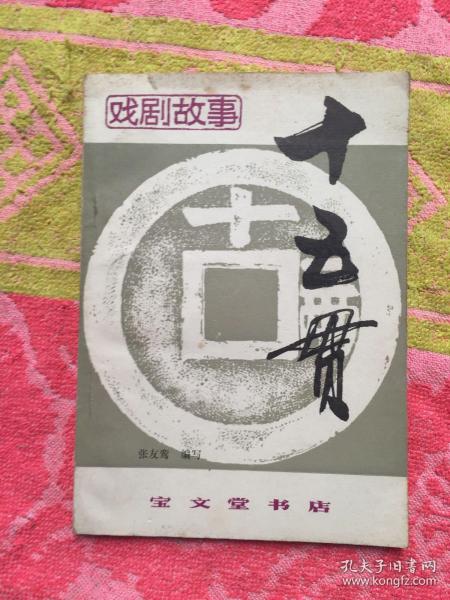 戏剧故事
十五贯
十
张友鸾 编写
宝文堂书店
孔夫子旧书网
www.kongfz.com